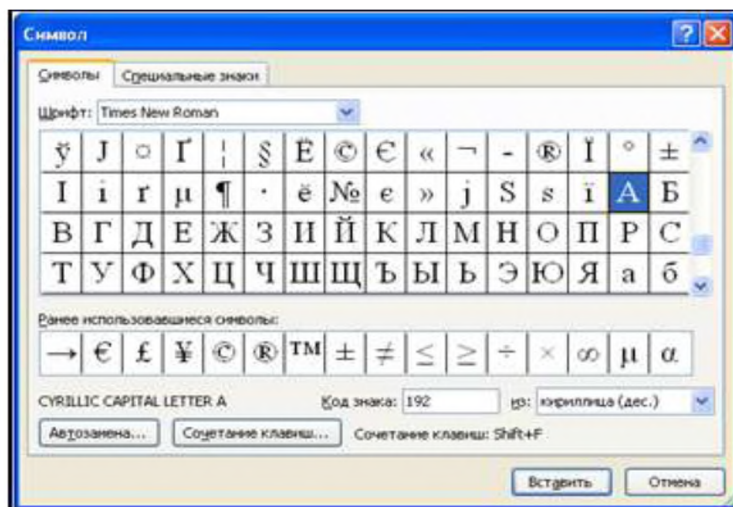 Символ
Символы Специальные знаки
Шрифт: Times New Roman
ў Ј ¤ Ґ ¦ § Ё © Є « ¬ - ® Ї ° ±
І і ґ µ ¶ · ё № є » ј Ѕ ѕ ї А Б
В Г Д Е Ж З И Й К Л М Н О П Р С
Т У Ф Х Ц Ч Ш Щ Ъ Ы Ь Э Ю Я а б
Ранее использовавшиеся символы:
→ € £ ¥ © ® ™ ± ≠ ≤ ≥ ÷ × ∞ µ α
CYRILLIC CAPITAL LETTER A Код знака: 192 из: кириллица (дес.)
Автозамена... Сочетание клавиш... Сочетание клавиш: Shift+F
Вставить Отмена